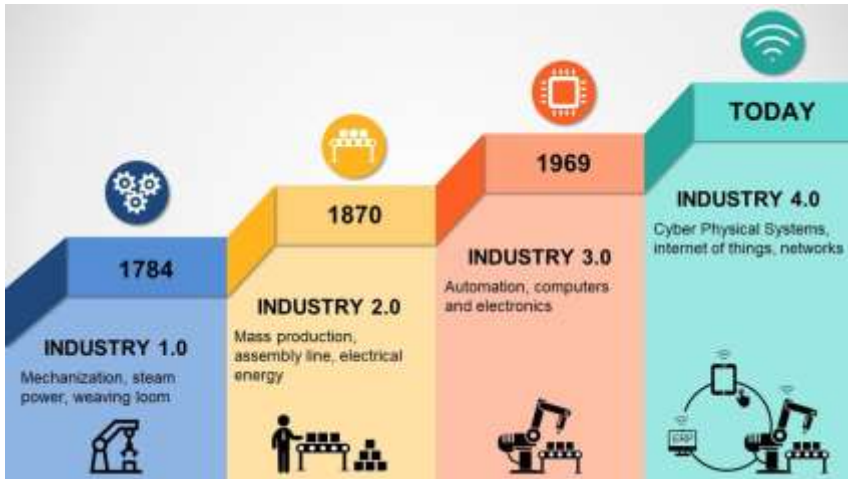 1784
INDUSTRY 1.0
Mechanization, steam
power, weaving loom
1870
INDUSTRY 2.0
Mass production,
assembly line, electrical
energy
1969
INDUSTRY 3.0
Automation, computers
and electronics
TODAY
INDUSTRY 4.0
Cyber Physical Systems,
internet of things, networks
ERP